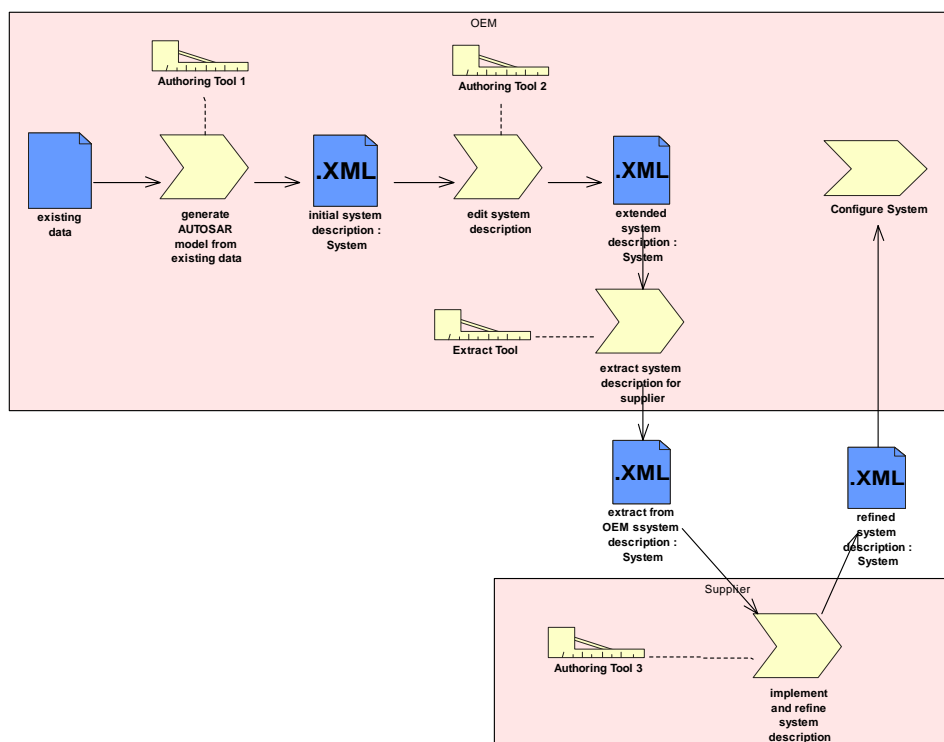 OEM
Authoring Tool 1
Authoring Tool 2
existing
data
generate
AUTOSAR
model from
existing data
.XML
initial system
description :
System
edit system
description
.XML
extended
system
description :
System
Configure System
Extract Tool
extract system
description for
supplier
.XML
extract from
OEM ssystem
description :
System
.XML
refined
system
description :
System
Supplier
Authoring Tool 3
implement
and refine
system
description